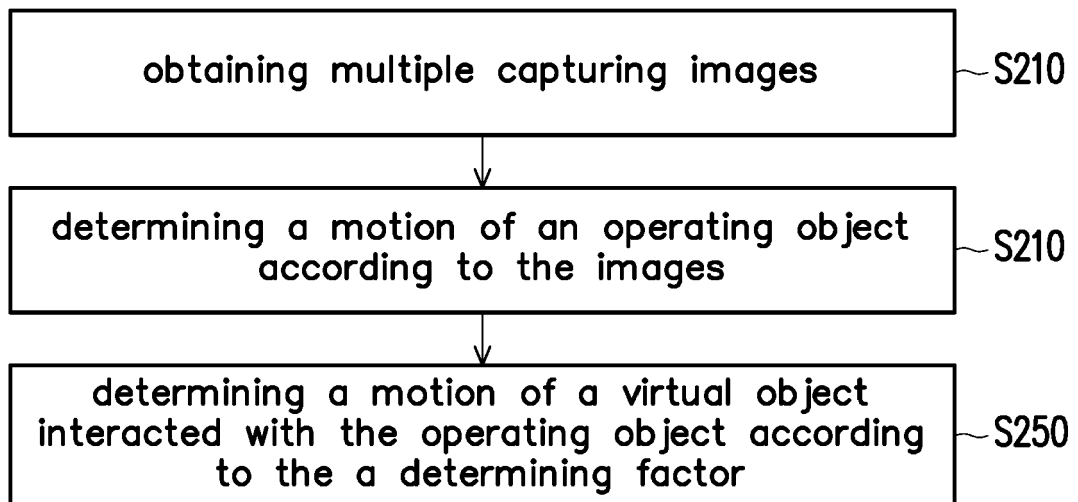 obtaining multiple capturing images
S210
determining a motion of an operating object
according to the images
S210
determining a motion of a virtual object
interacted with the operating object according
to the a determining factor
S250